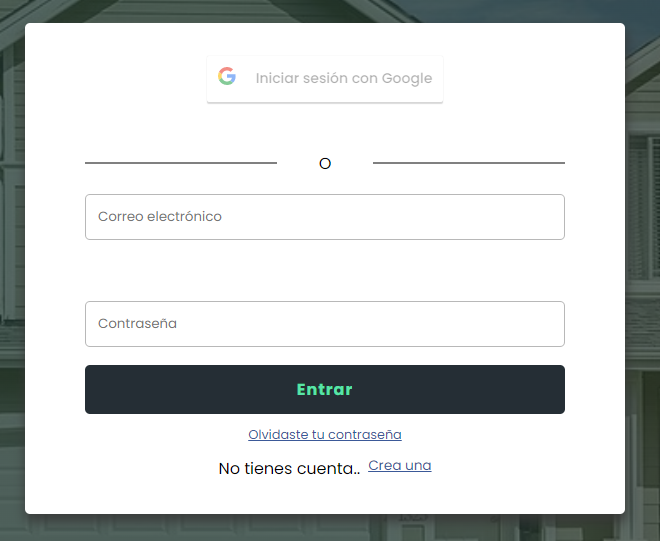 Iniciar sesión con Google
O
Correo electrónico
Contraseña
Entrar
Olvidaste tu contraseña
No tienes cuenta.. Crea una